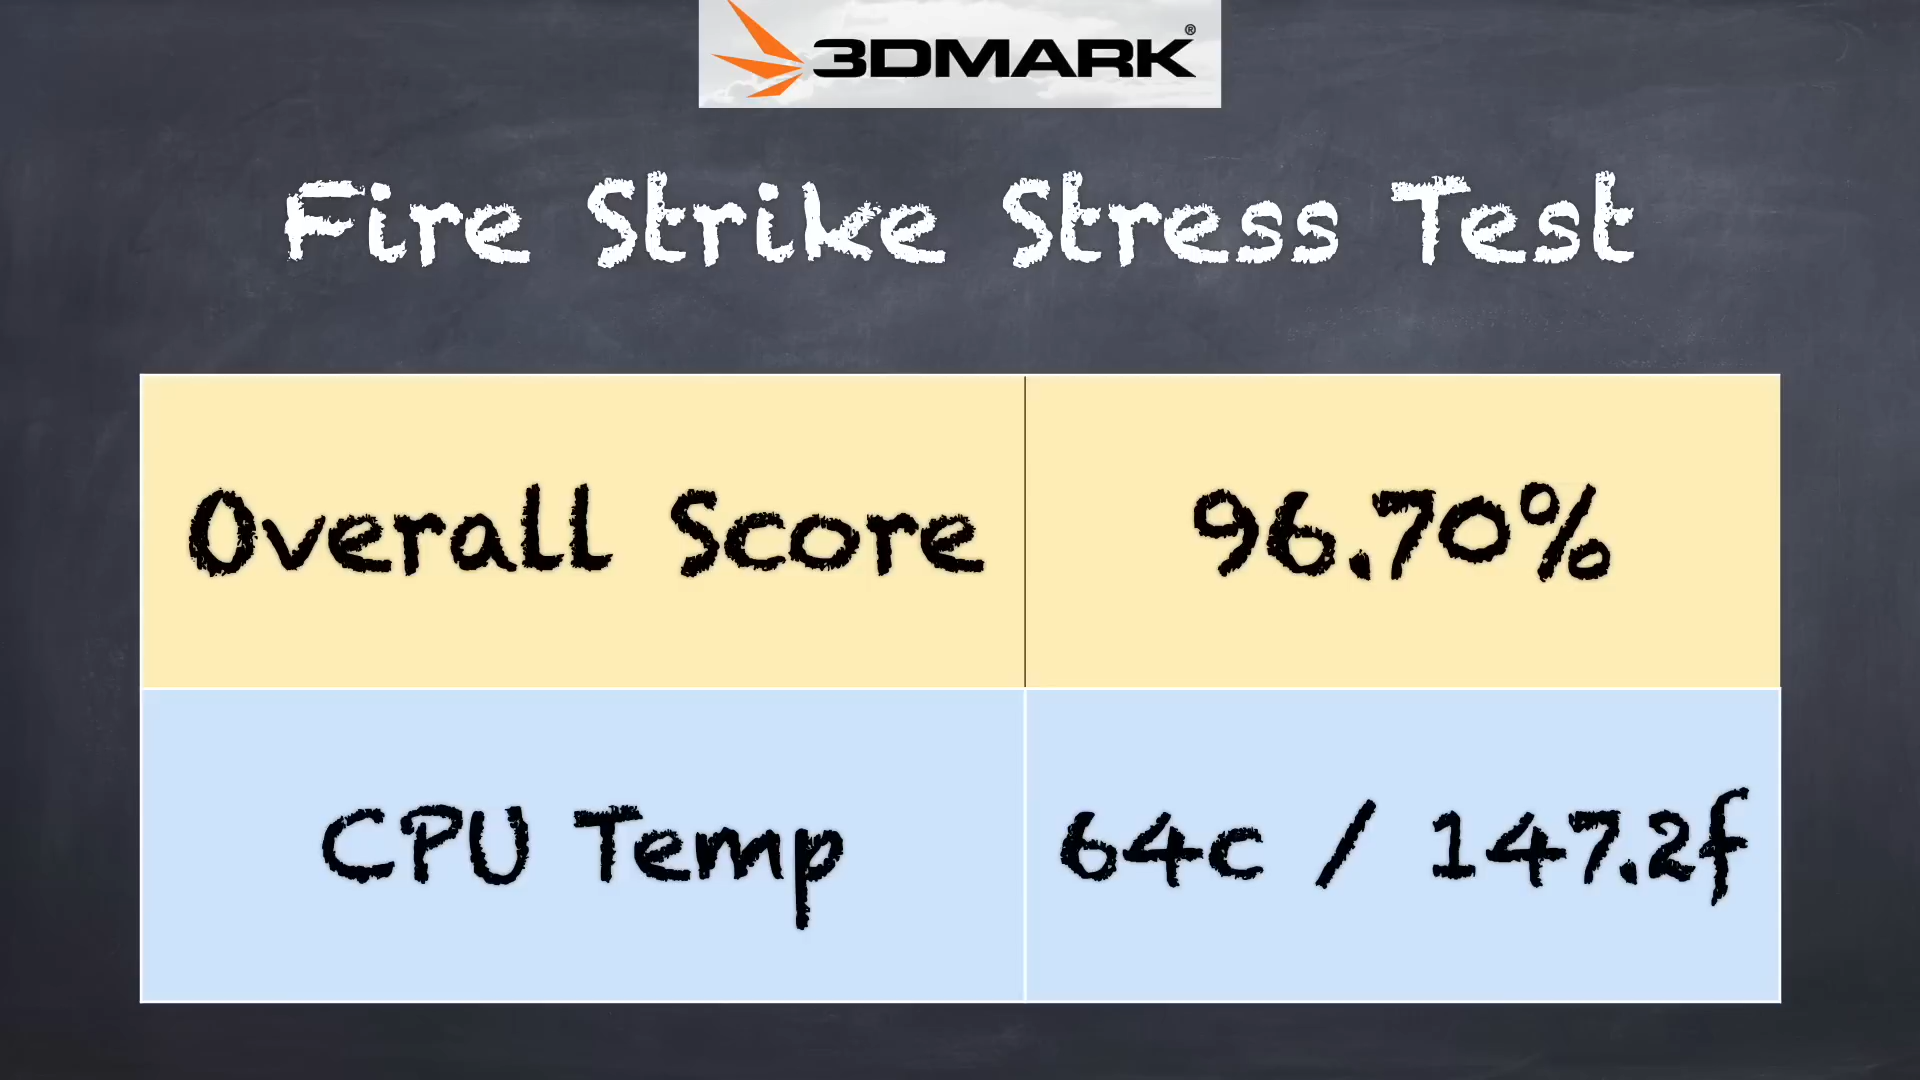 3DMARK®
Fire Strike Stress Test
Overall Score 96.70%
CPU Temp 64c / 147.2f